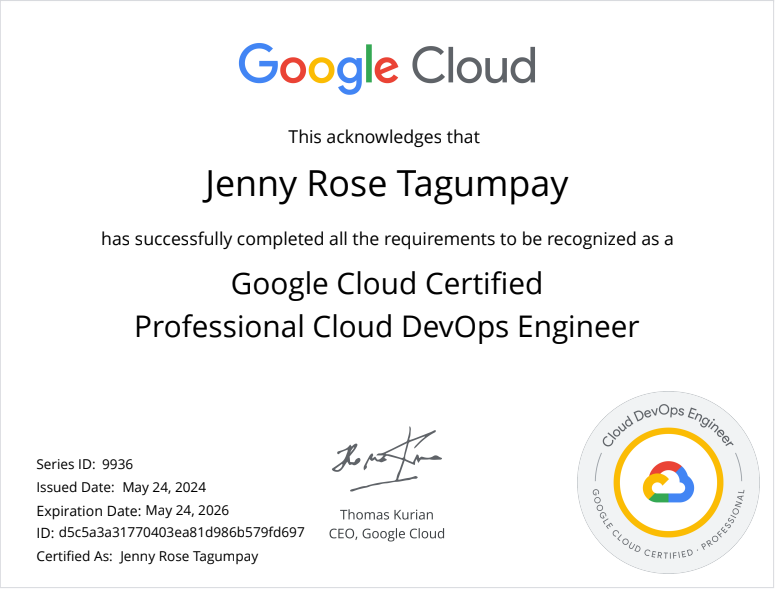 Google Cloud
This acknowledges that
Jenny Rose Tagumpay
has successfully completed all the requirements to be recognized as a
Google Cloud Certified
Professional Cloud DevOps Engineer
Series ID: 9936
Issued Date: May 24, 2024
Expiration Date: May 24, 2026
ID: d5c5a3a31770403ea81d986b579fd697
Certified As: Jenny Rose Tagumpay
Thomas Kurian
CEO, Google Cloud
Cloud DevOps Engineer
GOOGLE CLOUD CERTIFIED · PROFESSIONAL